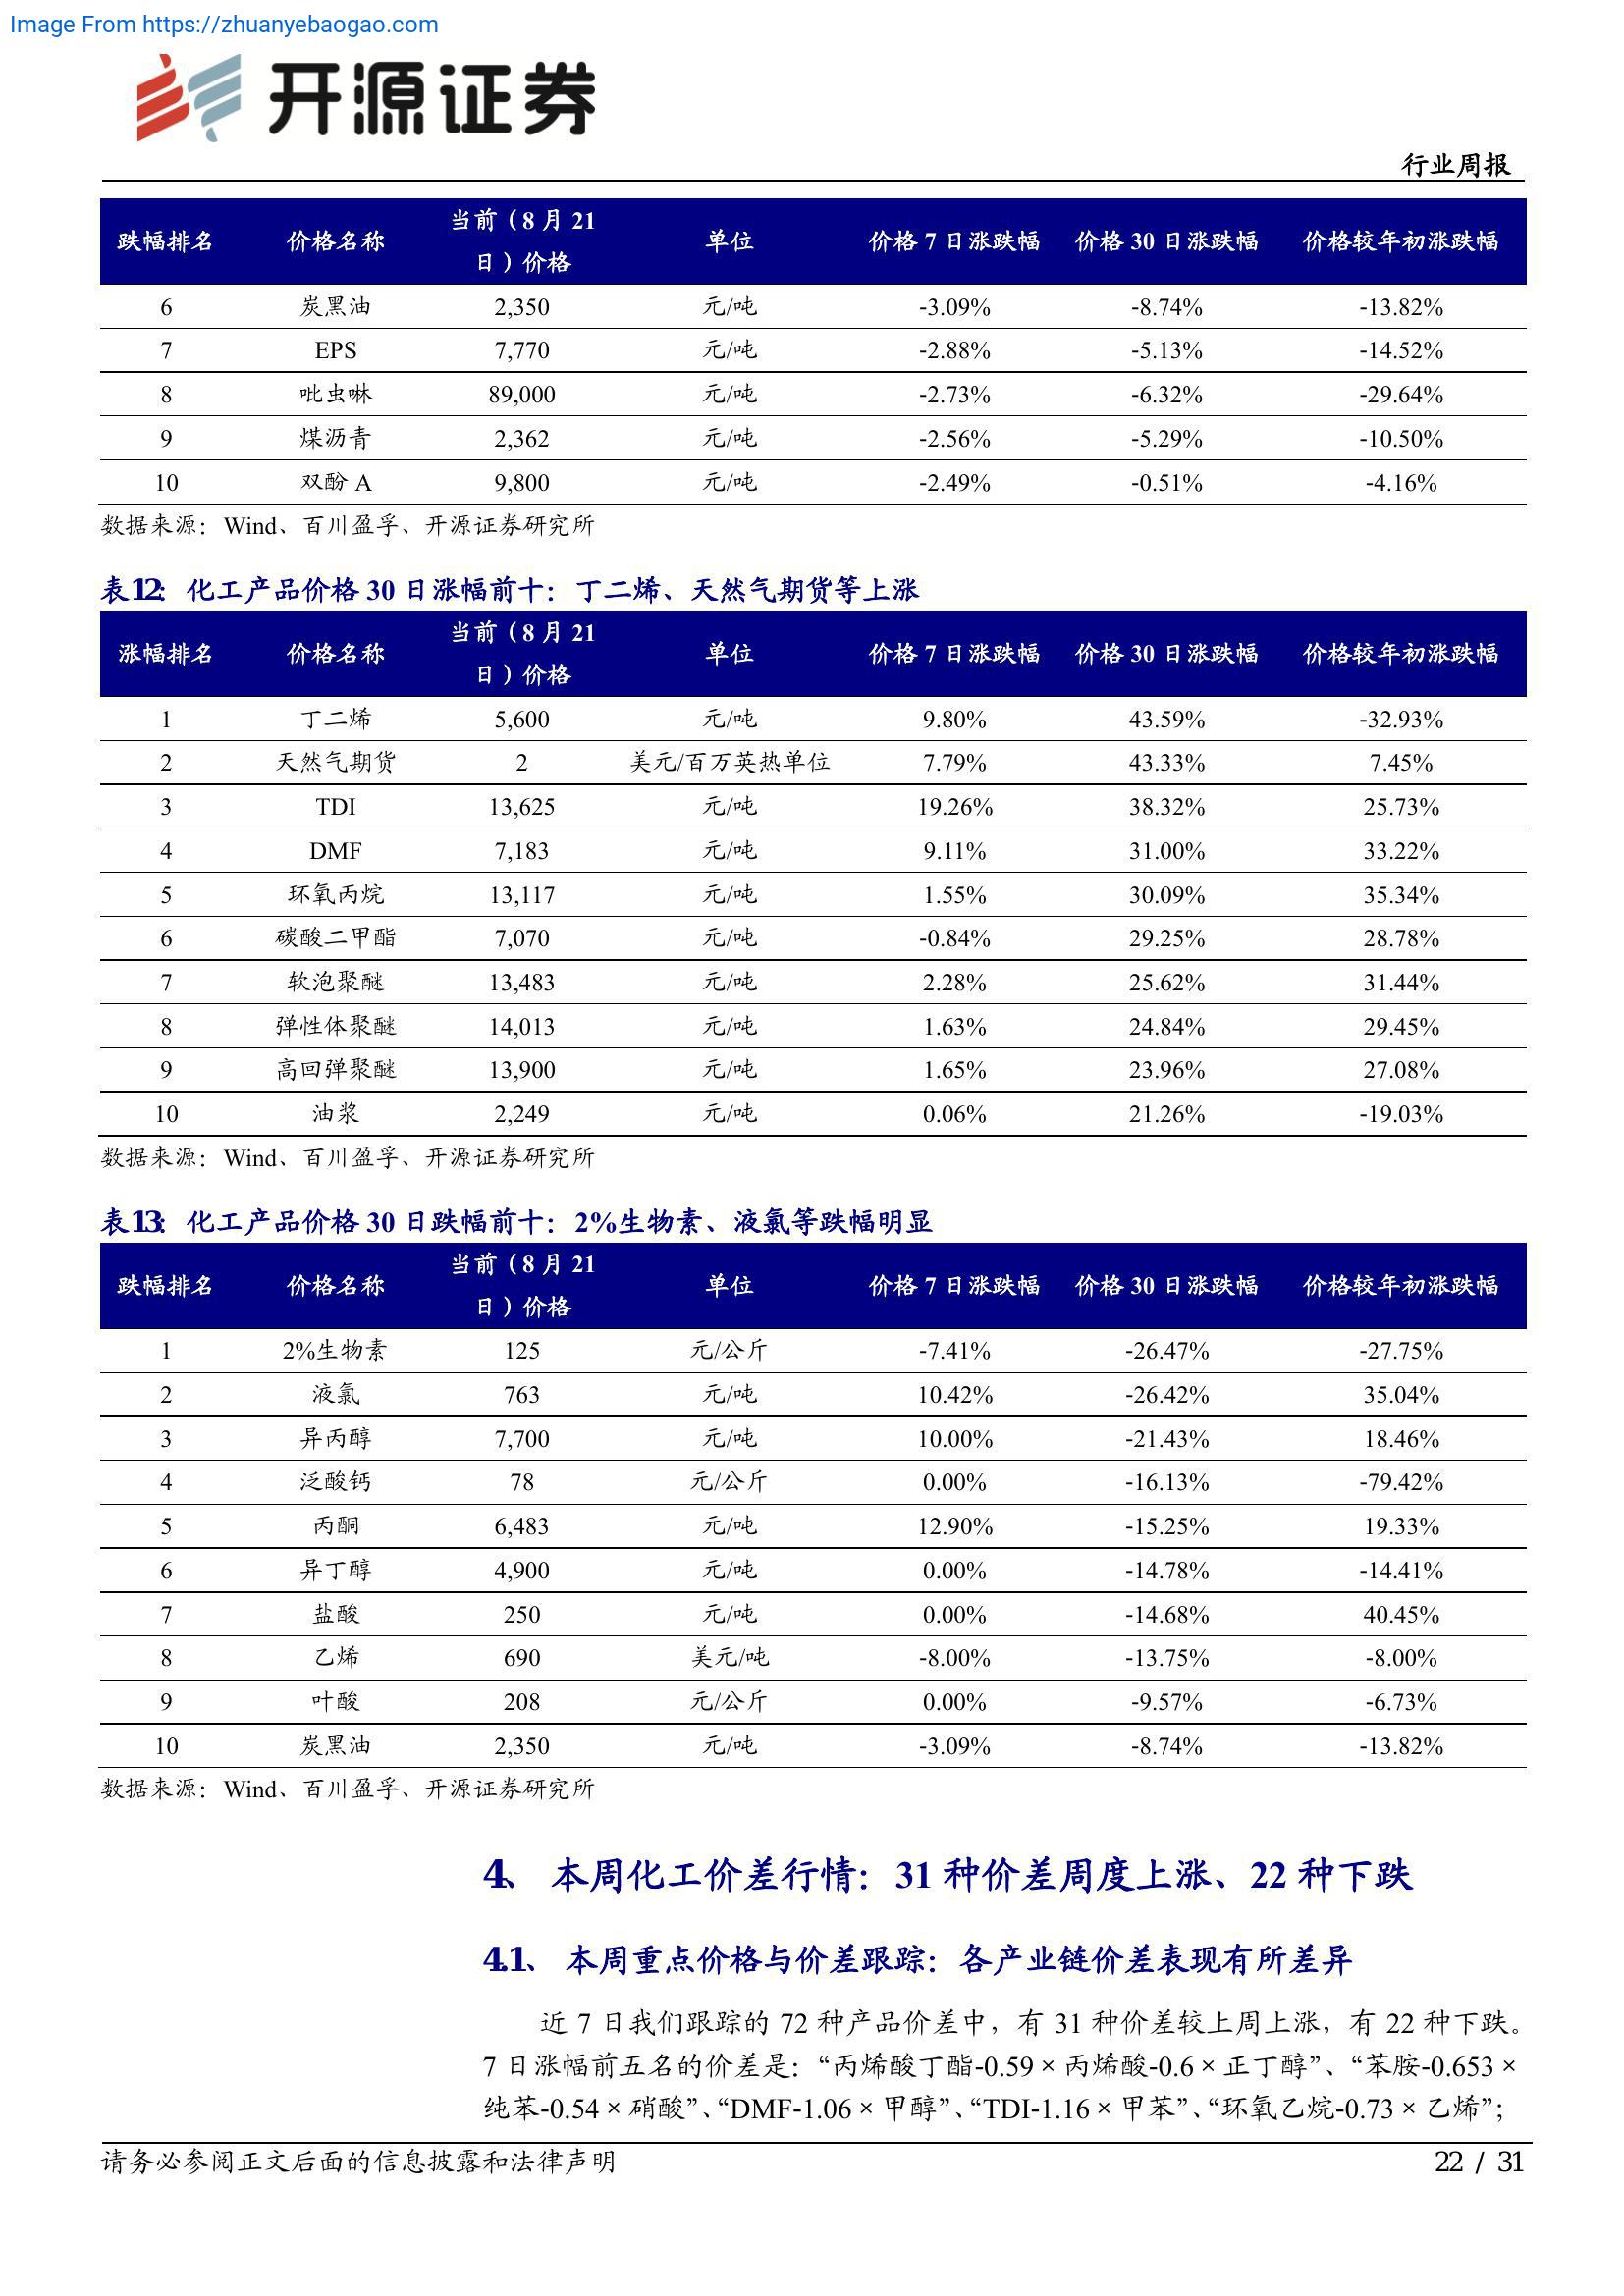 Image From https://zhuanyebaogao.com
开源证券
行业周报
跌幅排名 价格名称 当前（8 月 21 日）价格 单位 价格 7 日涨跌幅 价格 30 日涨跌幅 价格较年初涨跌幅
6 炭黑油 2,350 元/吨 -3.09% -8.74% -13.82%
7 EPS 7,770 元/吨 -2.88% -5.13% -14.52%
8 吡虫啉 89,000 元/吨 -2.73% -6.32% -29.64%
9 煤沥青 2,362 元/吨 -2.56% -5.29% -10.50%
10 双酚 A 9,800 元/吨 -2.49% -0.51% -4.16%
数据来源：Wind、百川盈孚、开源证券研究所
表12：化工产品价格 30 日涨幅前十：丁二烯、天然气期货等上涨
涨幅排名 价格名称 当前（8 月 21 日）价格 单位 价格 7 日涨跌幅 价格 30 日涨跌幅 价格较年初涨跌幅
1 丁二烯 5,600 元/吨 9.80% 43.59% -32.93%
2 天然气期货 2 美元/百万英热单位 7.79% 43.33% 7.45%
3 TDI 13,625 元/吨 19.26% 38.32% 25.73%
4 DMF 7,183 元/吨 9.11% 31.00% 33.22%
5 环氧丙烷 13,117 元/吨 1.55% 30.09% 35.34%
6 碳酸二甲酯 7,070 元/吨 -0.84% 29.25% 28.78%
7 软泡聚醚 13,483 元/吨 2.28% 25.62% 31.44%
8 弹性体聚醚 14,013 元/吨 1.63% 24.84% 29.45%
9 高回弹聚醚 13,900 元/吨 1.65% 23.96% 27.08%
10 油浆 2,249 元/吨 0.06% 21.26% -19.03%
数据来源：Wind、百川盈孚、开源证券研究所
表13：化工产品价格 30 日跌幅前十：2%生物素、液氯等跌幅明显
跌幅排名 价格名称 当前（8 月 21 日）价格 单位 价格 7 日涨跌幅 价格 30 日涨跌幅 价格较年初涨跌幅
1 2%生物素 125 元/公斤 -7.41% -26.47% -27.75%
2 液氯 763 元/吨 10.42% -26.42% 35.04%
3 异丙醇 7,700 元/吨 10.00% -21.43% 18.46%
4 泛酸钙 78 元/公斤 0.00% -16.13% -79.42%
5 丙酮 6,483 元/吨 12.90% -15.25% 19.33%
6 异丁醇 4,900 元/吨 0.00% -14.78% -14.41%
7 盐酸 250 元/吨 0.00% -14.68% 40.45%
8 乙烯 690 美元/吨 -8.00% -13.75% -8.00%
9 叶酸 208 元/公斤 0.00% -9.57% -6.73%
10 炭黑油 2,350 元/吨 -3.09% -8.74% -13.82%
数据来源：Wind、百川盈孚、开源证券研究所
4、 本周化工价差行情：31 种价差周度上涨、22 种下跌
4.1、 本周重点价格与价差跟踪：各产业链价差表现有所差异
近 7 日我们跟踪的 72 种产品价差中，有 31 种价差较上周上涨，有 22 种下跌。
7 日涨幅前五名的价差是：“丙烯酸丁酯-0.59×丙烯酸-0.6×正丁醇”、“苯胺-0.653×
纯苯-0.54×硝酸”、“DMF-1.06×甲醇”、“TDI-1.16×甲苯”、“环氧乙烷-0.73×乙烯”；
请务必参阅正文后面的信息披露和法律声明
22 / 31